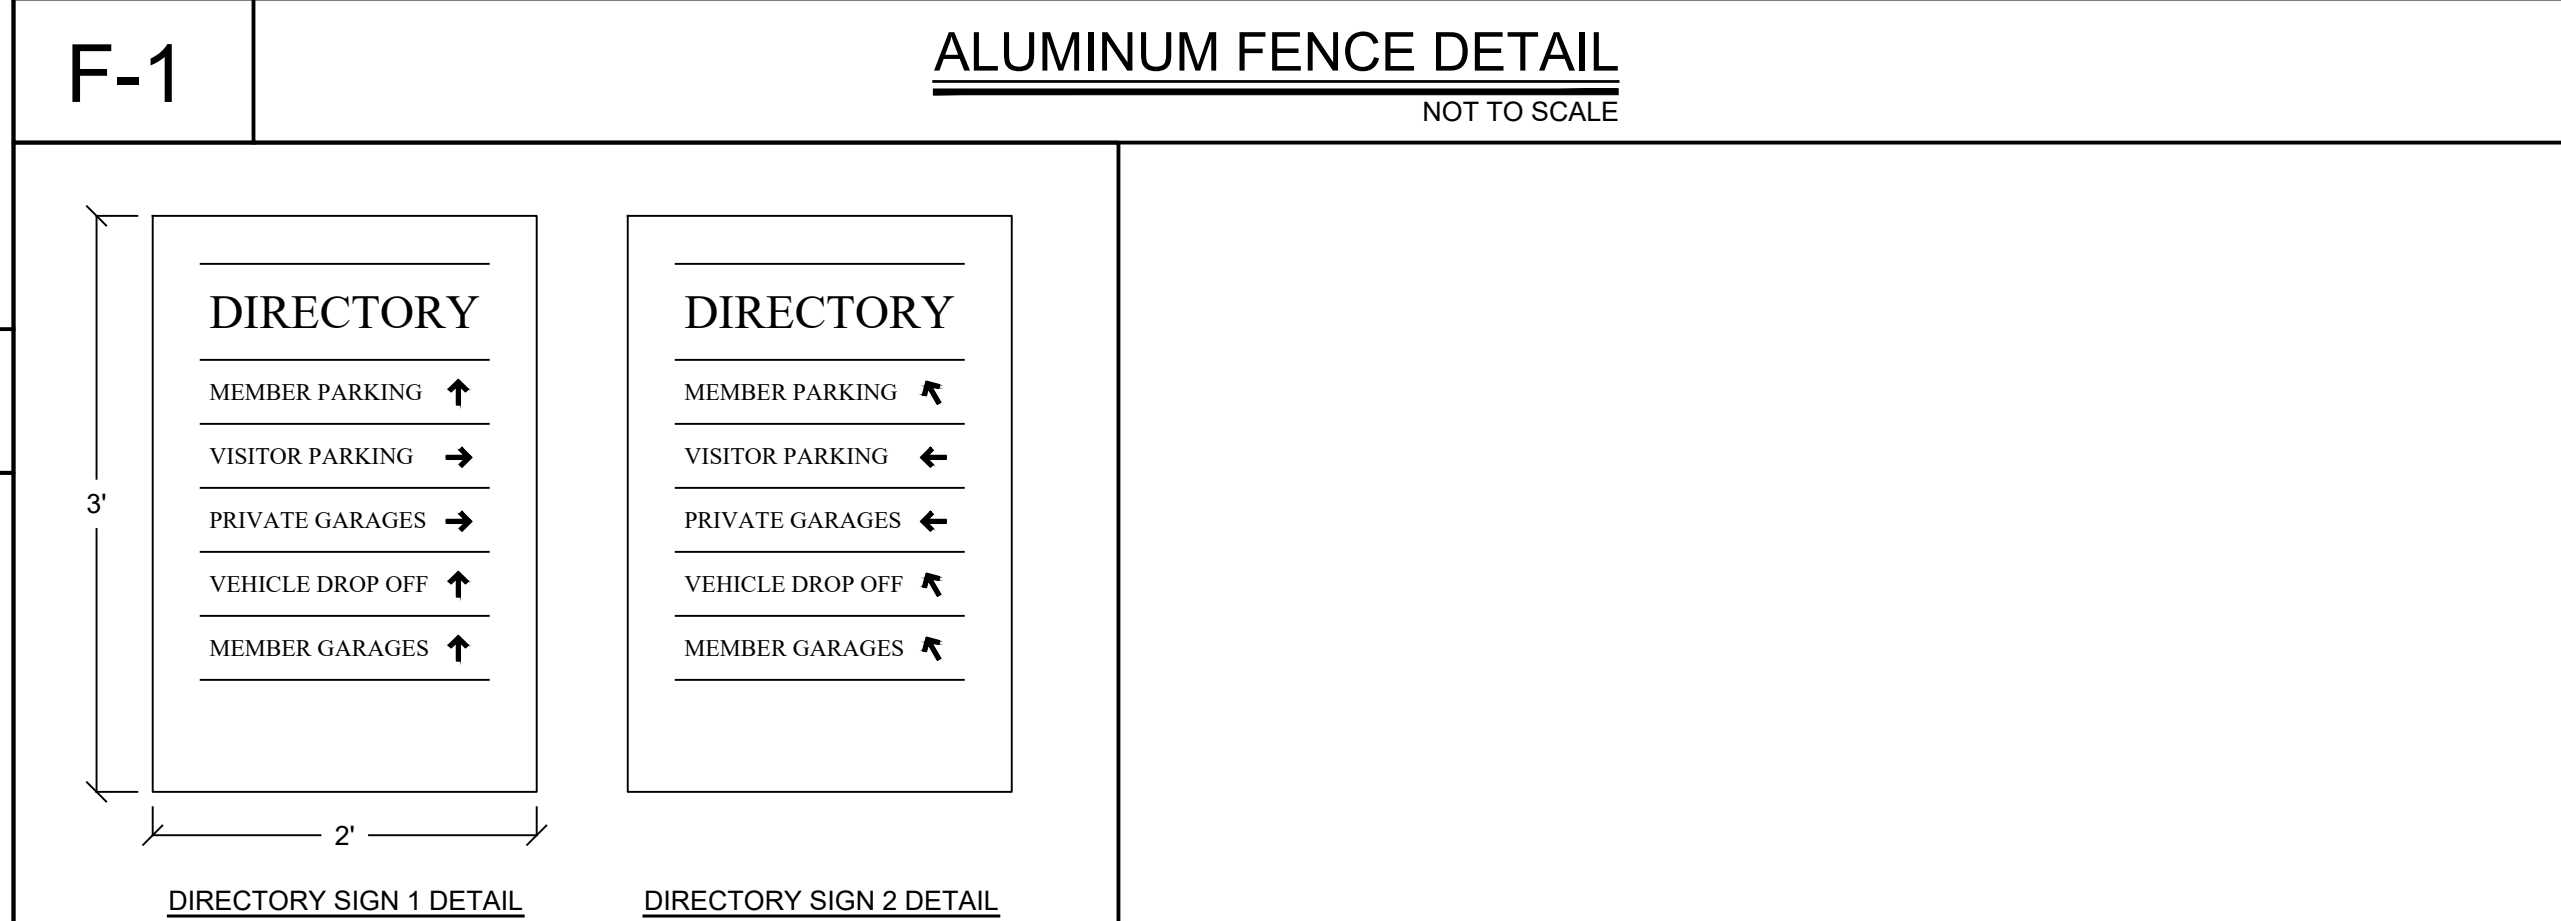 F-1
ALUMINUM FENCE DETAIL
NOT TO SCALE
3'
DIRECTORY
MEMBER PARKING ↑
VISITOR PARKING →
PRIVATE GARAGES →
VEHICLE DROP OFF ↑
MEMBER GARAGES ↑
2'
DIRECTORY SIGN 1 DETAIL
DIRECTORY
MEMBER PARKING ↖
VISITOR PARKING ←
PRIVATE GARAGES ←
VEHICLE DROP OFF ↖
MEMBER GARAGES ↖
DIRECTORY SIGN 2 DETAIL